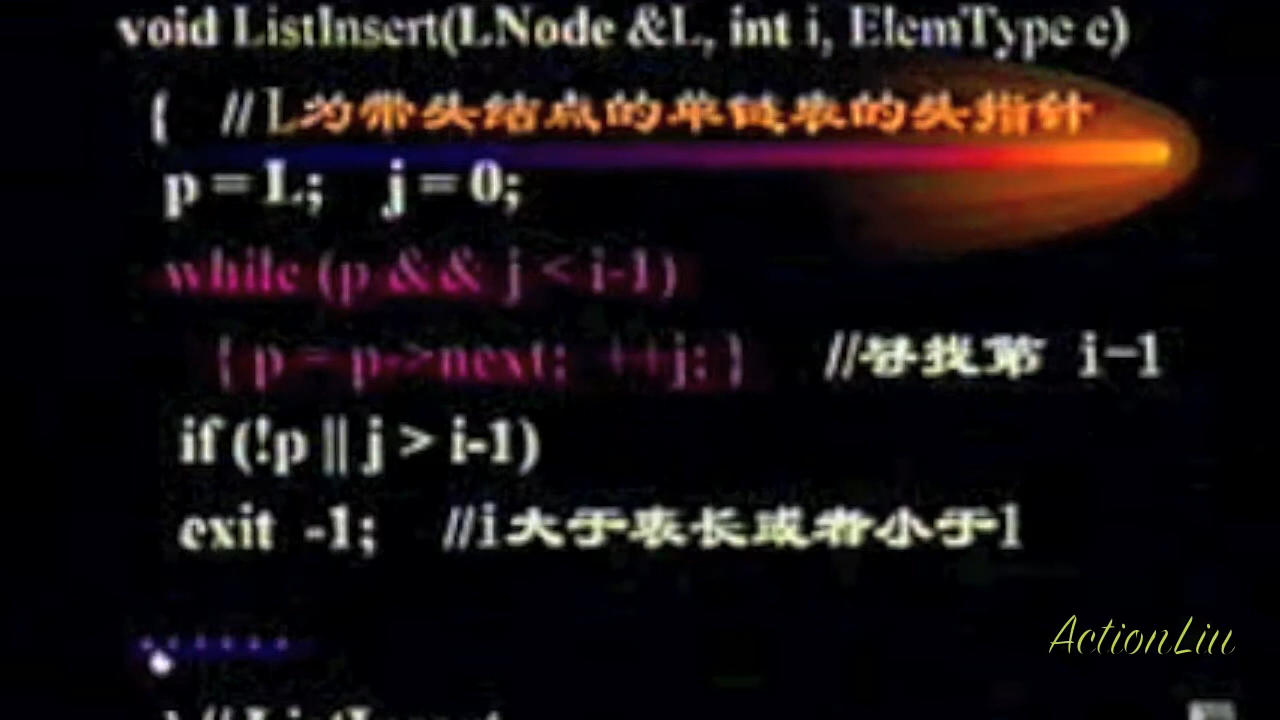 void ListInsert(LNode &L, int i, ElemType e)
{ // L为带头结点的单链表的头指针
p = L; j = 0;
while (p && j < i-1)
{ p = p->next; ++j; } //寻找第 i-1
if (!p || j > i-1)
exit -1; //i大于表长或者小于1
......
ActionLiu
} // ListInsert